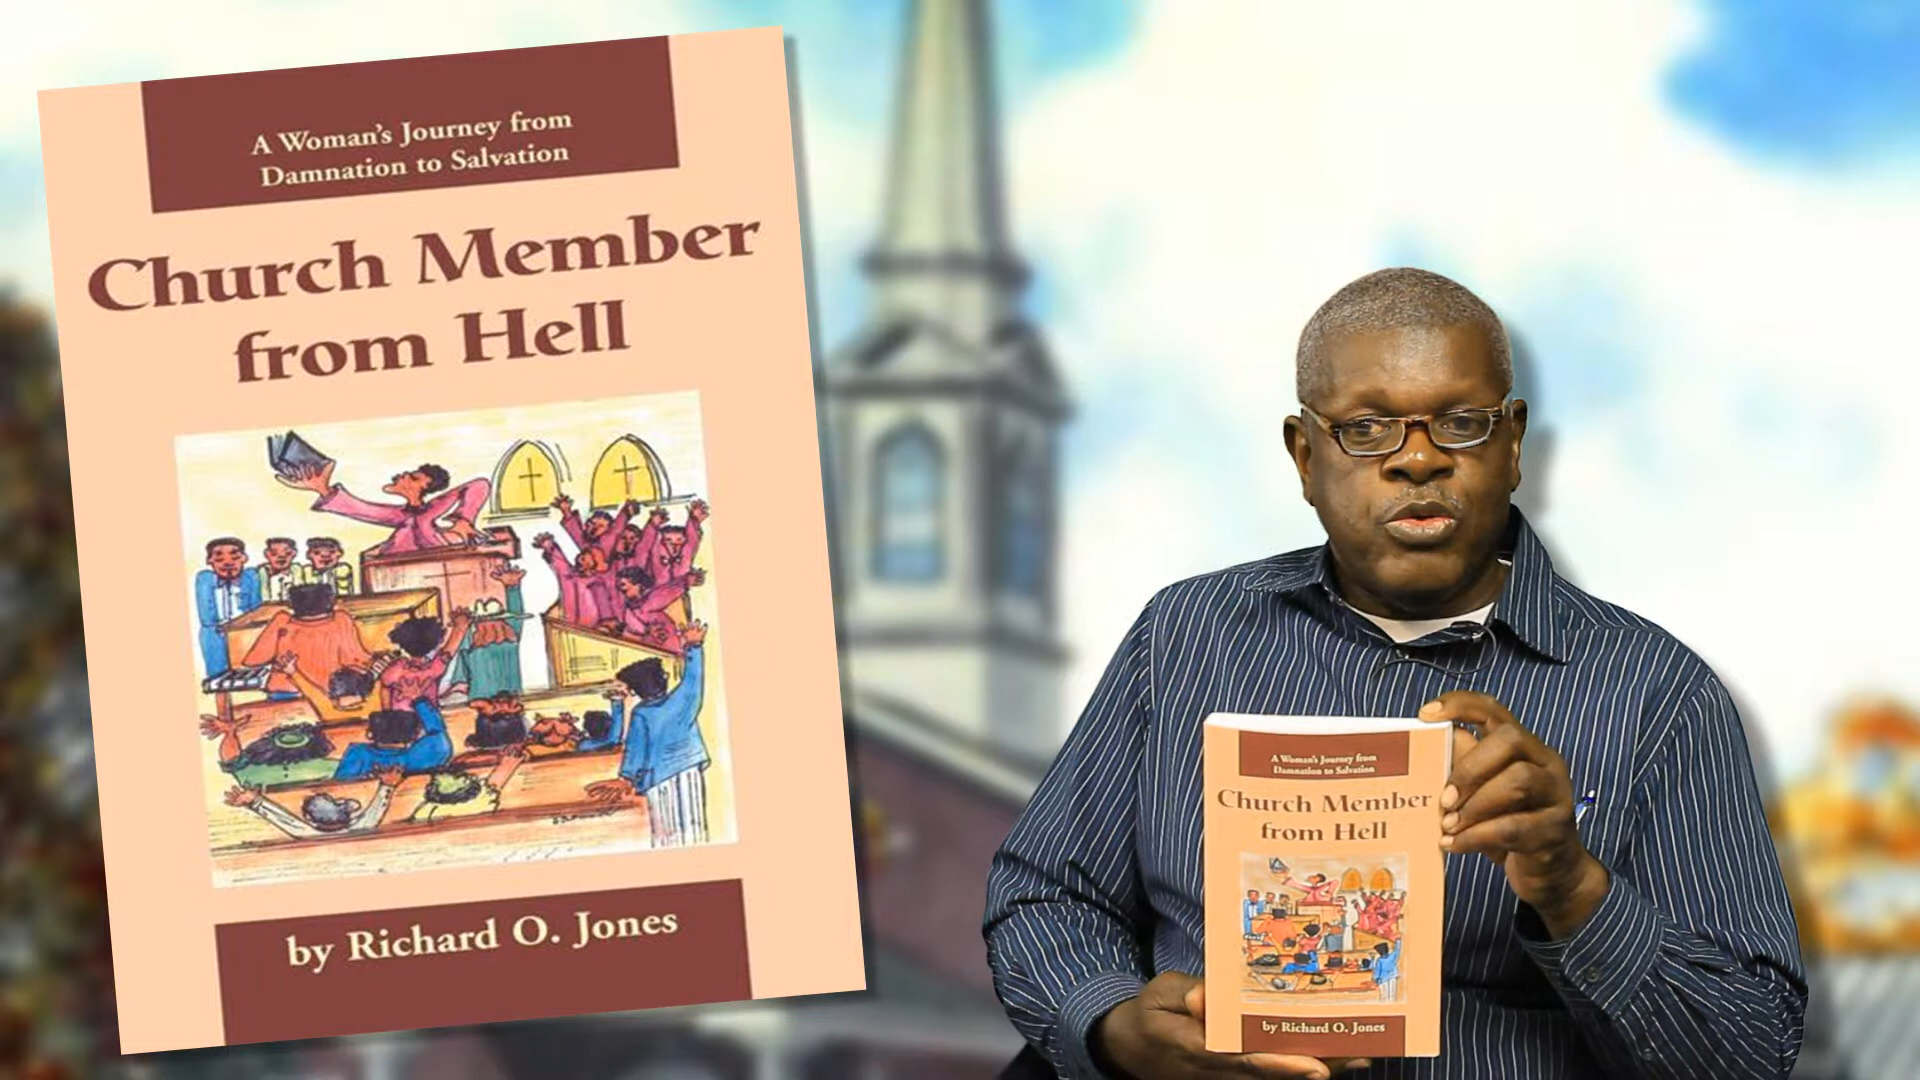 A Woman's Journey from
Damnation to Salvation
Church Member
from Hell
by Richard O. Jones
A Woman's Journey from
Damnation to Salvation
Church Member
from Hell
by Richard O. Jones